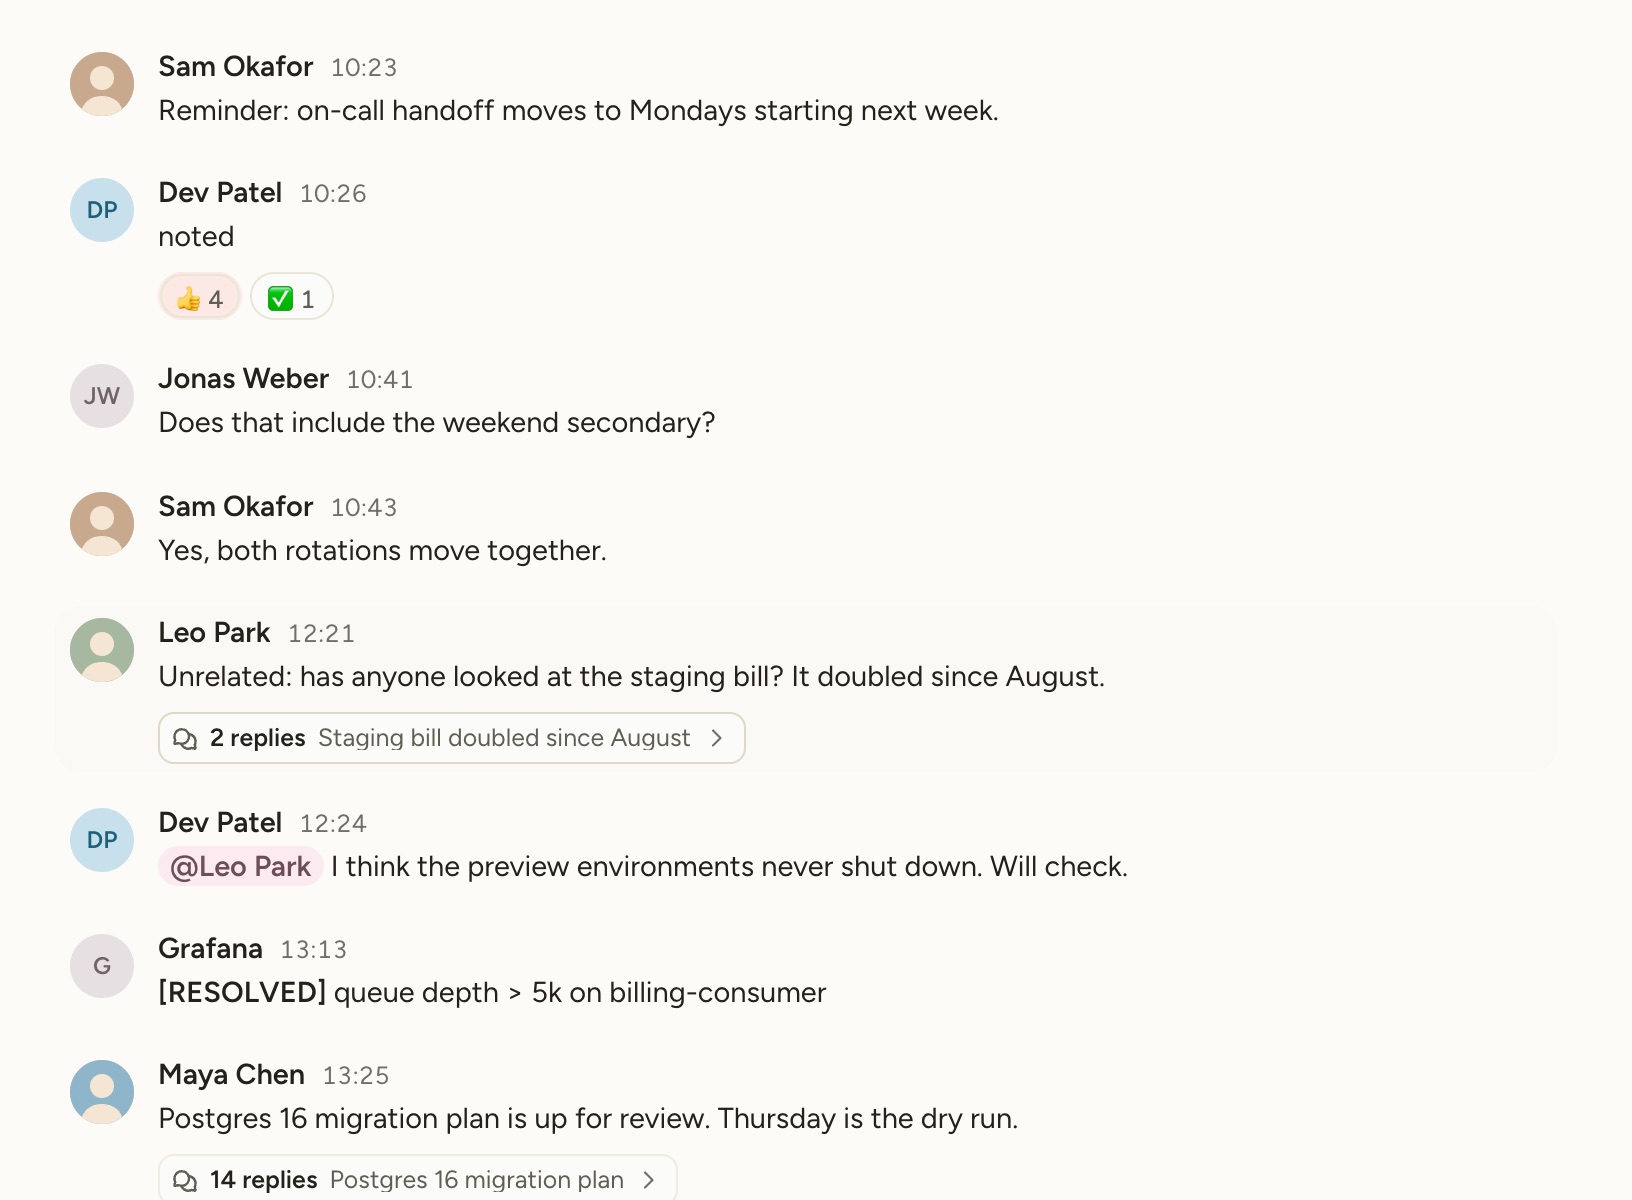 Sam Okafor 10:23
Reminder: on-call handoff moves to Mondays starting next week.
DP
Dev Patel 10:26
noted
👍 4 ✅ 1
JW
Jonas Weber 10:41
Does that include the weekend secondary?
Sam Okafor 10:43
Yes, both rotations move together.
Leo Park 12:21
Unrelated: has anyone looked at the staging bill? It doubled since August.
2 replies Staging bill doubled since August
DP
Dev Patel 12:24
@Leo Park I think the preview environments never shut down. Will check.
G
Grafana 13:13
[RESOLVED] queue depth > 5k on billing-consumer
Maya Chen 13:25
Postgres 16 migration plan is up for review. Thursday is the dry run.
14 replies Postgres 16 migration plan